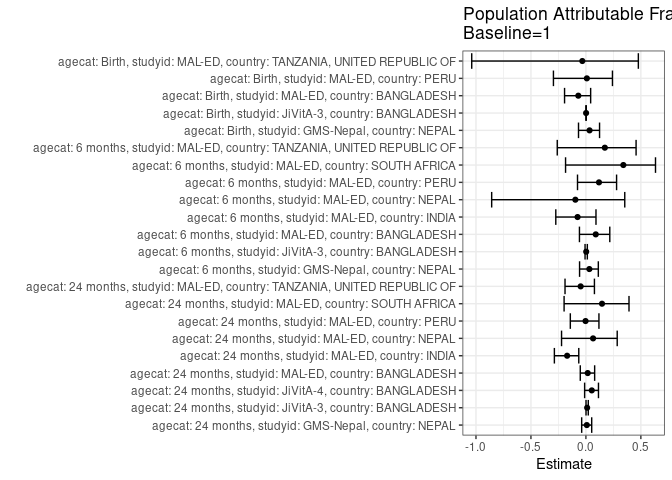 Population Attributable Fra
Baseline=1
agecat: Birth, studyid: MAL-ED, country: TANZANIA, UNITED REPUBLIC OF
agecat: Birth, studyid: MAL-ED, country: PERU
agecat: Birth, studyid: MAL-ED, country: BANGLADESH
agecat: Birth, studyid: JiVitA-3, country: BANGLADESH
agecat: Birth, studyid: GMS-Nepal, country: NEPAL
agecat: 6 months, studyid: MAL-ED, country: TANZANIA, UNITED REPUBLIC OF
agecat: 6 months, studyid: MAL-ED, country: SOUTH AFRICA
agecat: 6 months, studyid: MAL-ED, country: PERU
agecat: 6 months, studyid: MAL-ED, country: NEPAL
agecat: 6 months, studyid: MAL-ED, country: INDIA
agecat: 6 months, studyid: MAL-ED, country: BANGLADESH
agecat: 6 months, studyid: JiVitA-3, country: BANGLADESH
agecat: 6 months, studyid: GMS-Nepal, country: NEPAL
agecat: 24 months, studyid: MAL-ED, country: TANZANIA, UNITED REPUBLIC OF
agecat: 24 months, studyid: MAL-ED, country: SOUTH AFRICA
agecat: 24 months, studyid: MAL-ED, country: PERU
agecat: 24 months, studyid: MAL-ED, country: NEPAL
agecat: 24 months, studyid: MAL-ED, country: INDIA
agecat: 24 months, studyid: MAL-ED, country: BANGLADESH
agecat: 24 months, studyid: JiVitA-4, country: BANGLADESH
agecat: 24 months, studyid: JiVitA-3, country: BANGLADESH
agecat: 24 months, studyid: GMS-Nepal, country: NEPAL
-1.0 -0.5 0.0 0.5
Estimate